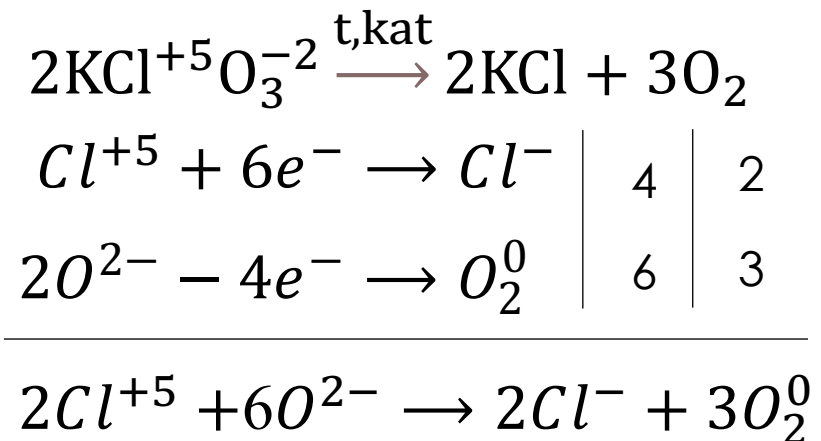 2KCl⁺⁵O₃⁻² \xrightarrow{t,kat} 2KCl + 3O₂
Cl⁺⁵ + 6e⁻ ⟶ Cl⁻ | 4 | 2
2O²⁻ − 4e⁻ ⟶ O₂⁰ | 6 | 3
2Cl⁺⁵ +6O²⁻ ⟶ 2Cl⁻ + 3O₂⁰